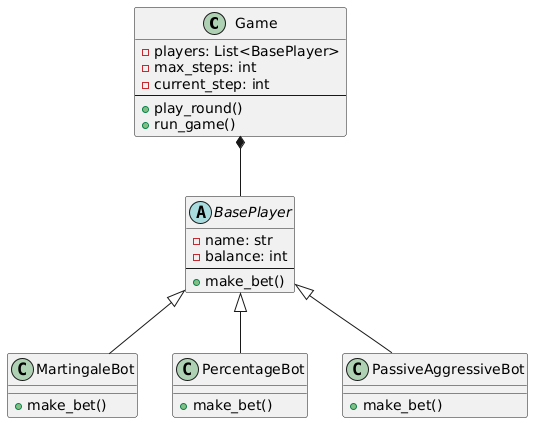 C Game
players: List<BasePlayer>
max_steps: int
current_step: int
play_round()
run_game()
A BasePlayer
name: str
balance: int
make_bet()
C MartingaleBot
make_bet()
C PercentageBot
make_bet()
C PassiveAggressiveBot
make_bet()